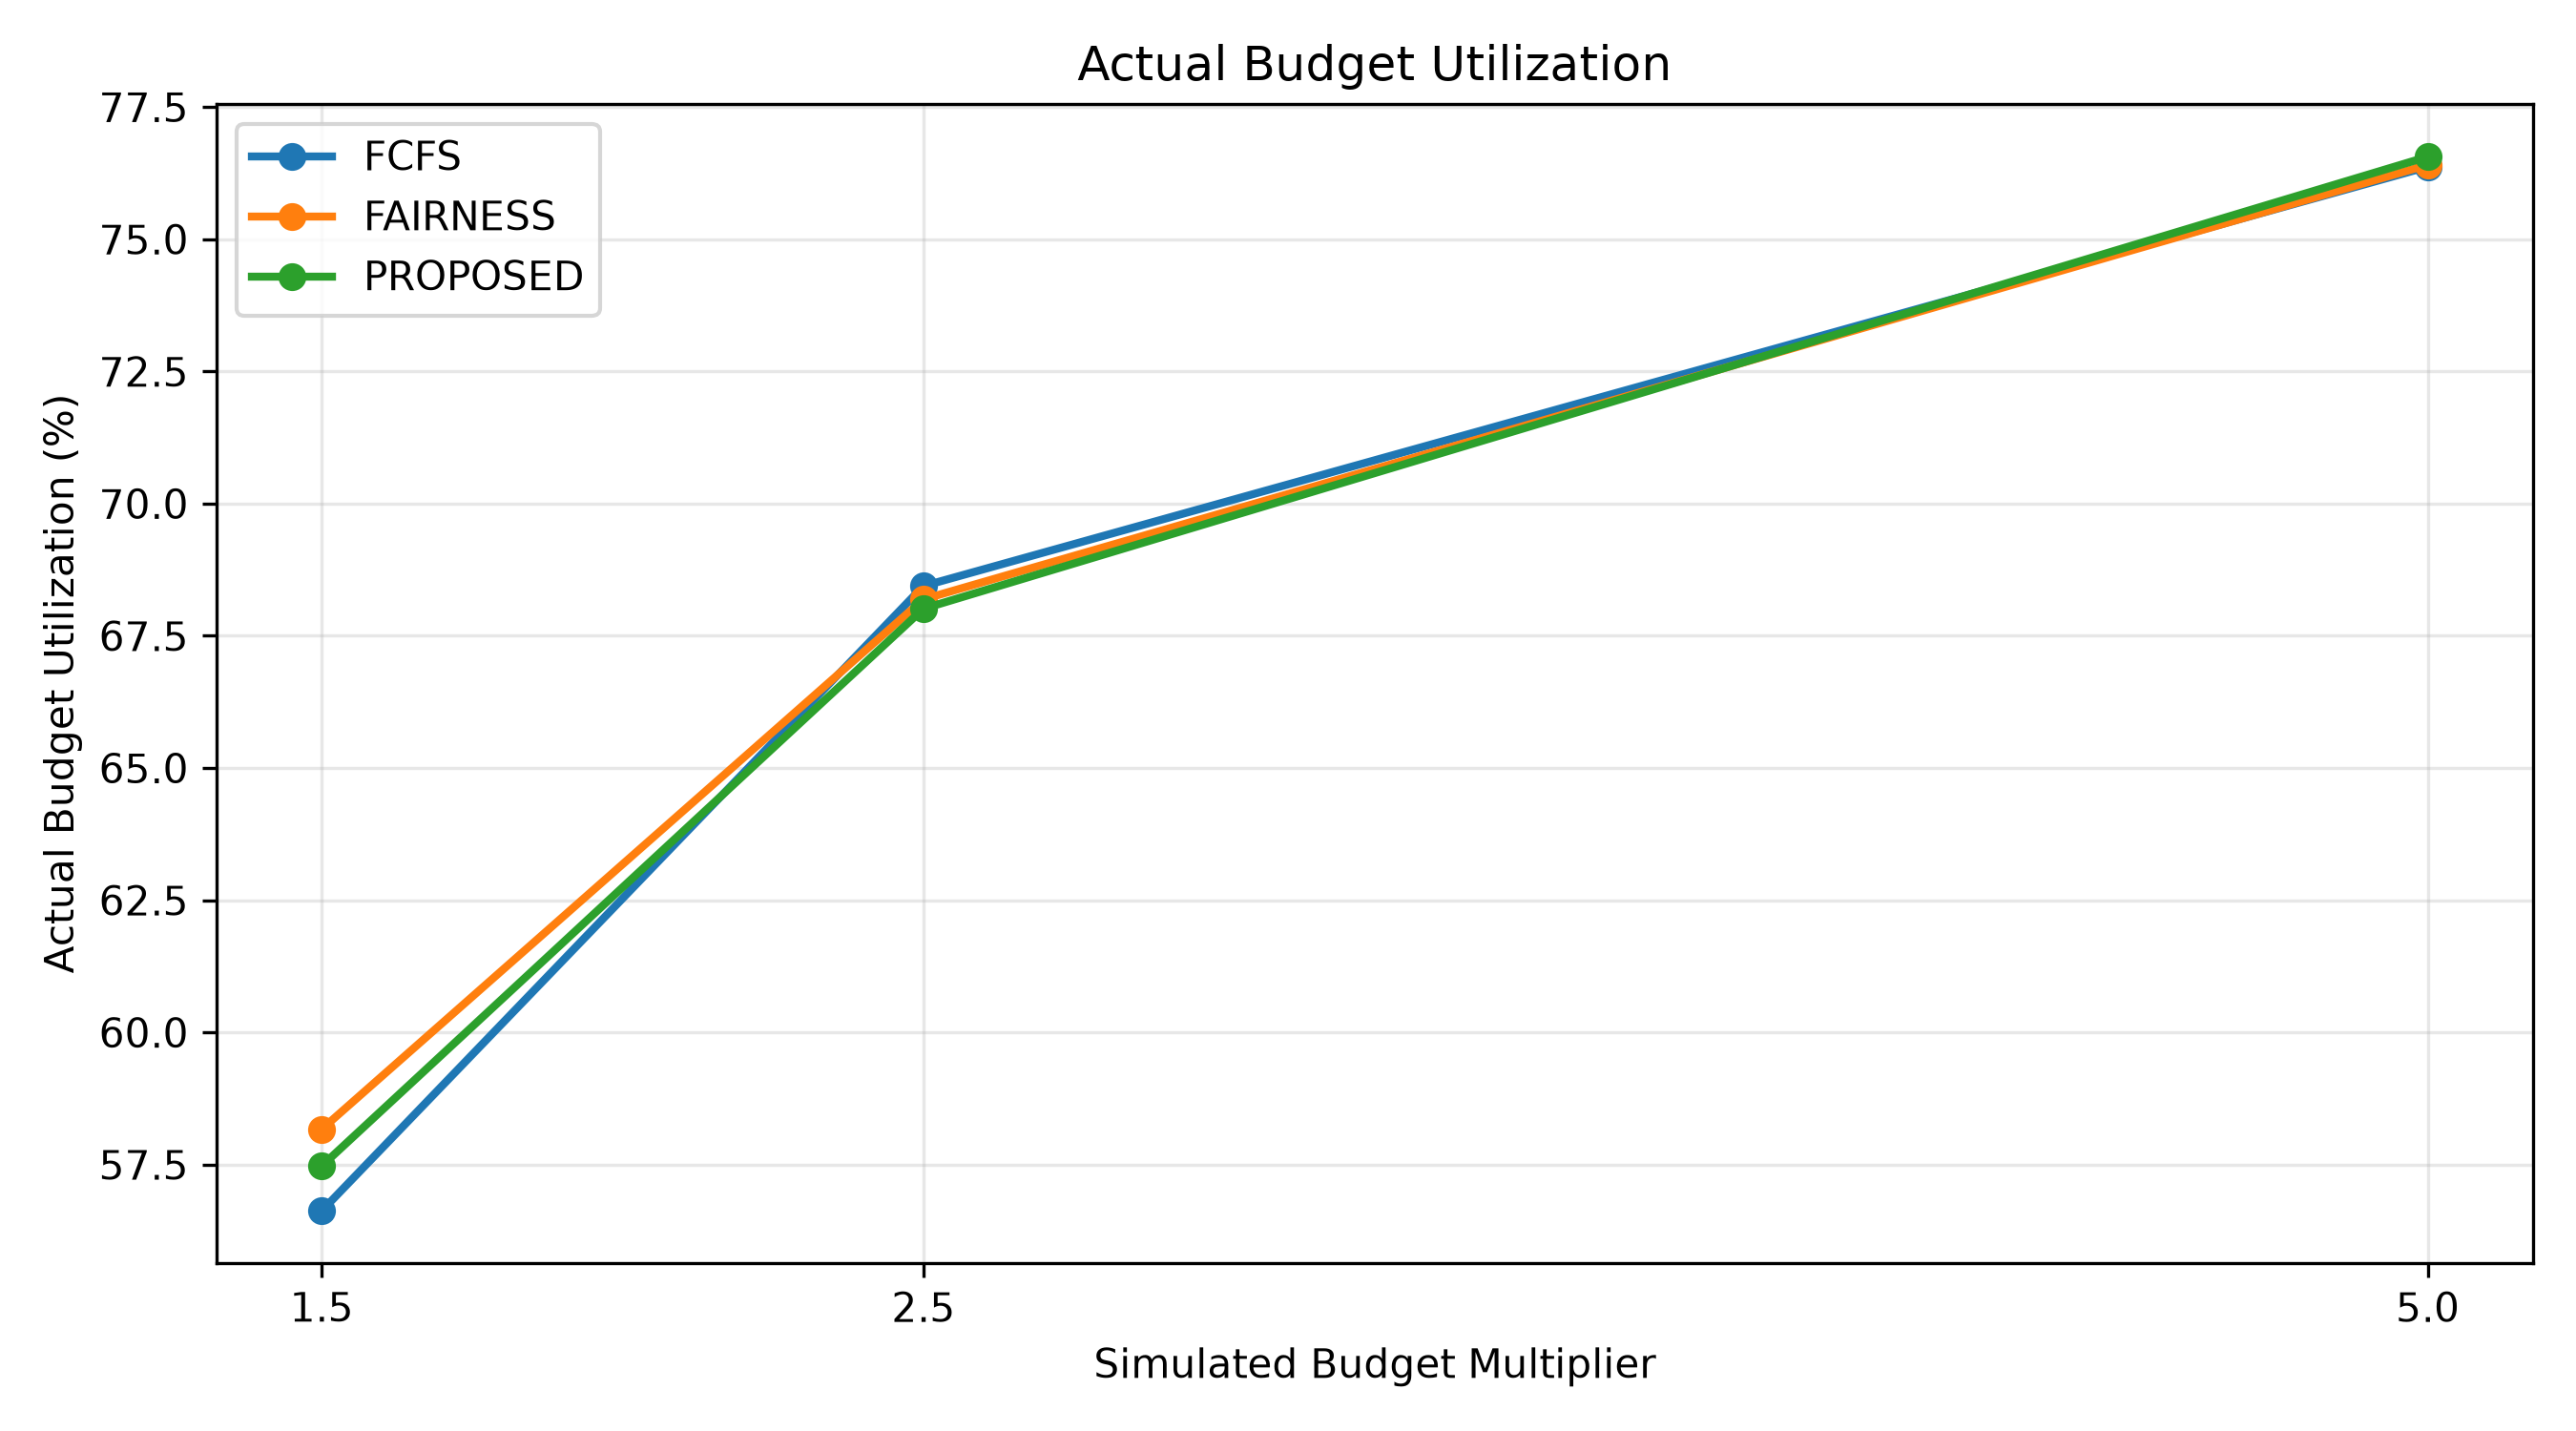 Actual Budget Utilization
77.5
75.0
72.5
70.0
67.5
65.0
62.5
60.0
57.5
Actual Budget Utilization (%)
FCFS
FAIRNESS
PROPOSED
1.5 2.5 5.0
Simulated Budget Multiplier